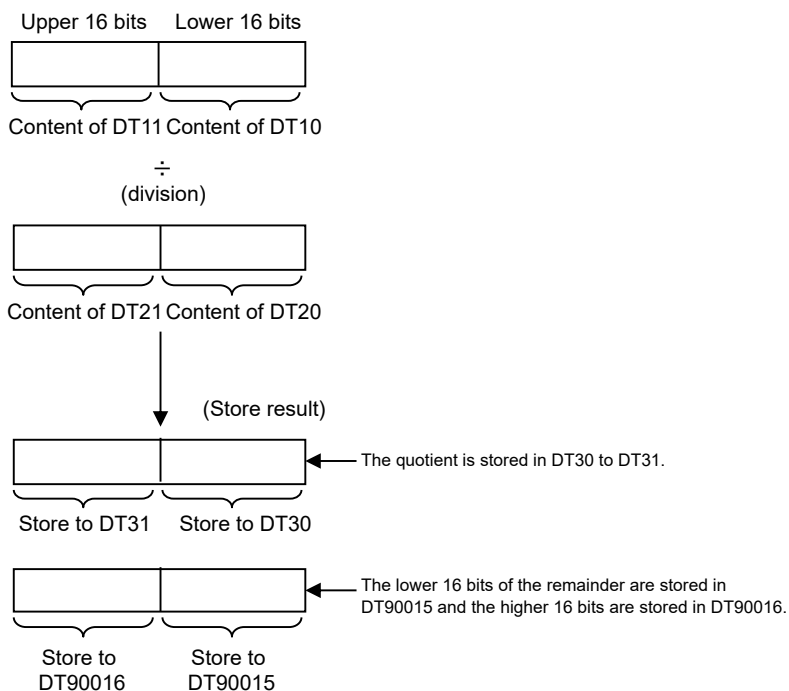 Upper 16 bits Lower 16 bits
Content of DT11 Content of DT10
÷
(division)
Content of DT21 Content of DT20
(Store result)
The quotient is stored in DT30 to DT31.
Store to DT31 Store to DT30
The lower 16 bits of the remainder are stored in
DT90015 and the higher 16 bits are stored in DT90016.
Store to Store to
DT90016 DT90015